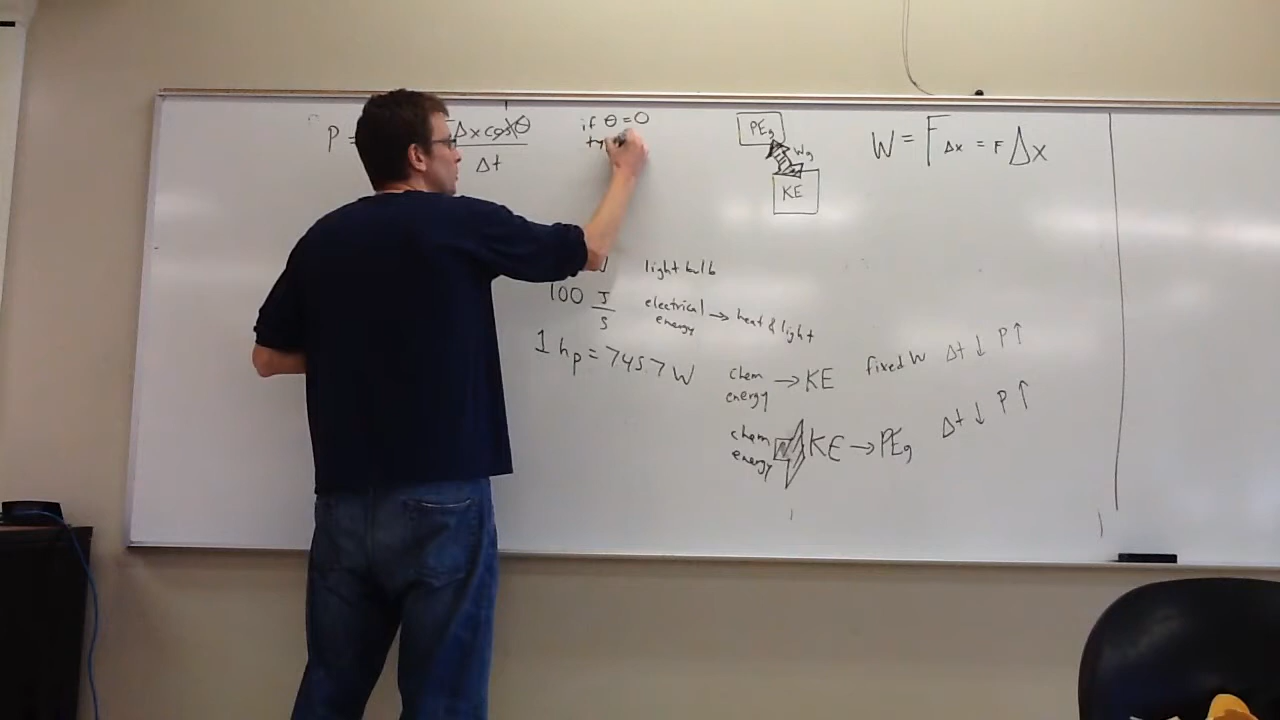 P =
Δx cosθ
Δt
if θ = 0
PEg
Wg
KE
W = F Δx = F Δx
light bulb
100 J/s
electrical energy → heat & light
1 hp = 745.7 W
chem energy → KE
fixed W Δt ↓ P ↑
chem energy KE → PEg
Δt ↓ P ↑